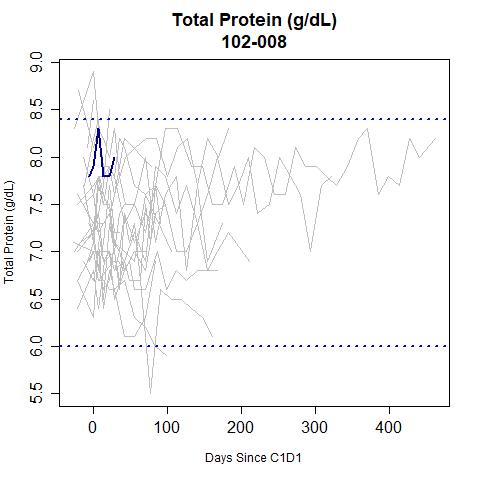 Total Protein (g/dL)
102-008
Total Protein (g/dL)
9.0
8.5
8.0
7.5
7.0
6.5
6.0
5.5
0 100 200 300 400
Days Since C1D1